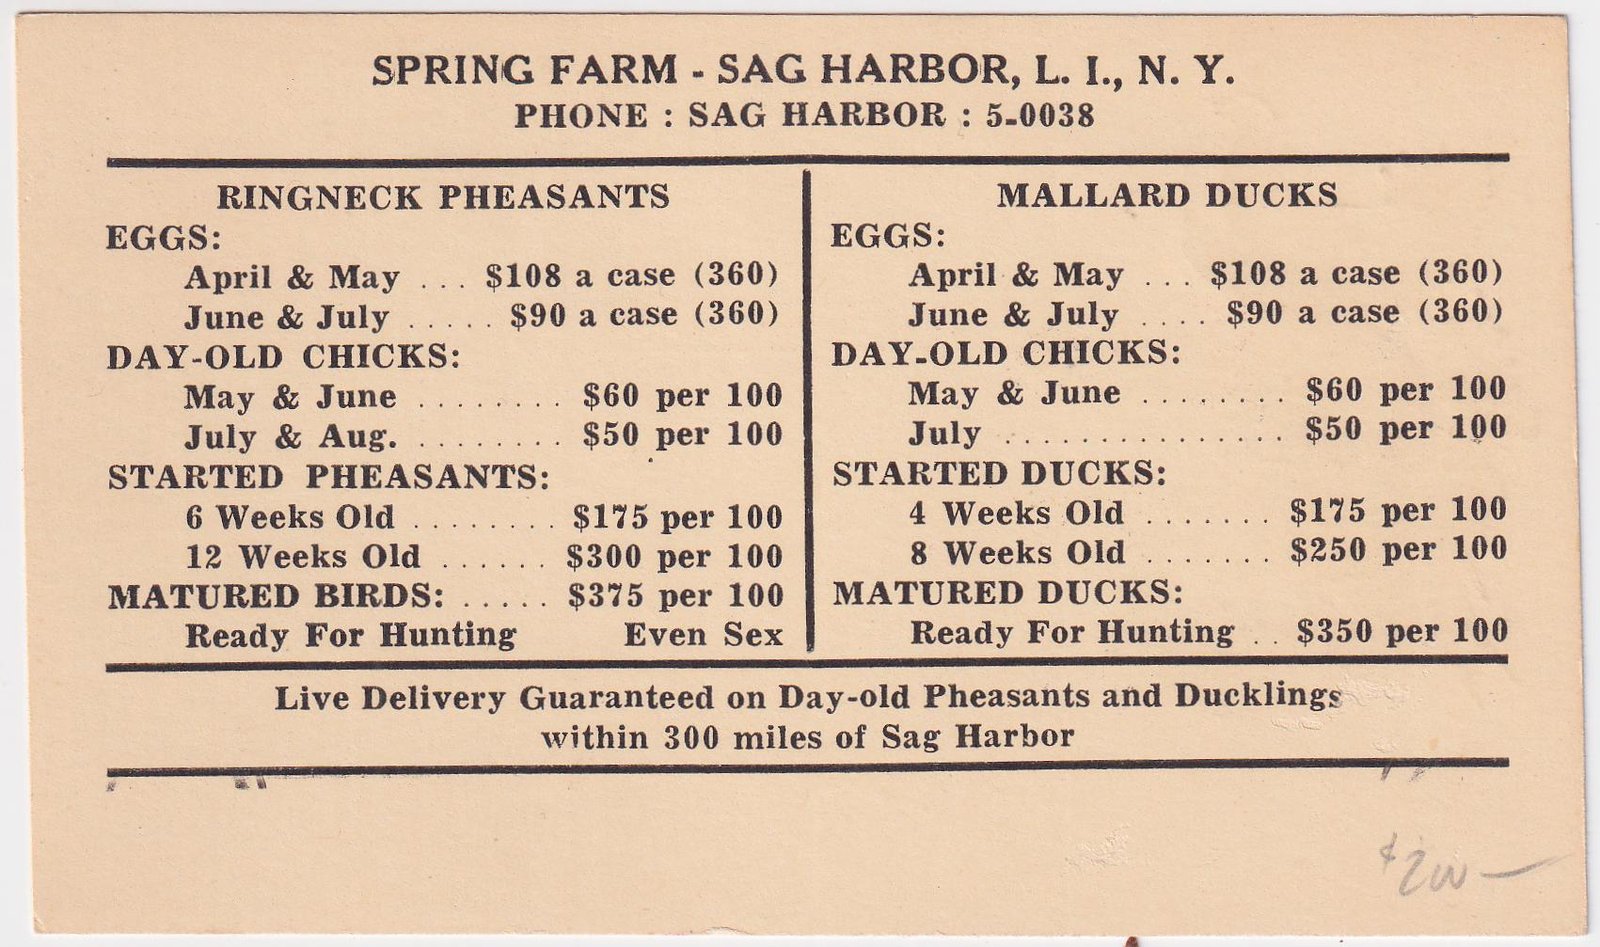 SPRING FARM - SAG HARBOR, L. I., N. Y.
PHONE : SAG HARBOR : 5-0038
RINGNECK PHEASANTS
EGGS:
April & May ... $108 a case (360)
June & July ..... $90 a case (360)
DAY-OLD CHICKS:
May & June ........ $60 per 100
July & Aug. ........ $50 per 100
STARTED PHEASANTS:
6 Weeks Old ........ $175 per 100
12 Weeks Old ...... $300 per 100
MATURED BIRDS: ..... $375 per 100
Ready For Hunting Even Sex
MALLARD DUCKS
EGGS:
April & May ... $108 a case (360)
June & July .... $90 a case (360)
DAY-OLD CHICKS:
May & June ........ $60 per 100
July ............... $50 per 100
STARTED DUCKS:
4 Weeks Old ....... $175 per 100
8 Weeks Old ....... $250 per 100
MATURED DUCKS:
Ready For Hunting .. $350 per 100
Live Delivery Guaranteed on Day-old Pheasants and Ducklings
within 300 miles of Sag Harbor